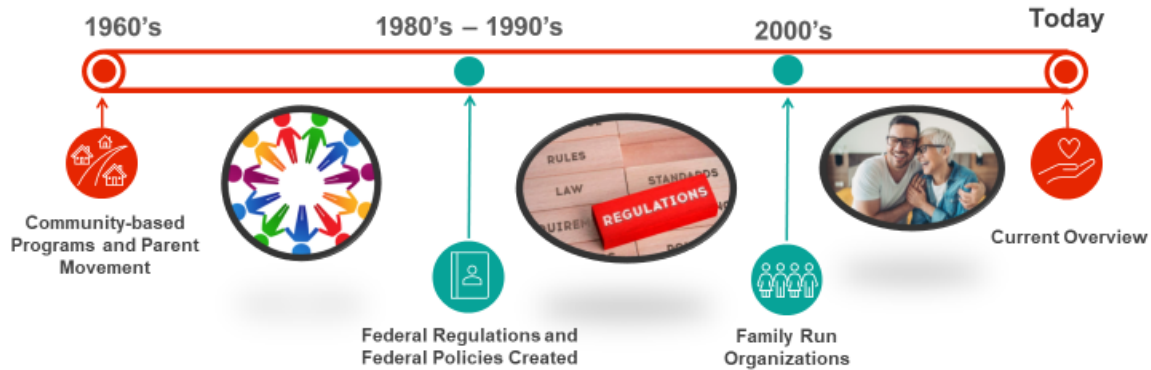 1960's
1980's – 1990's
2000's
Today
Community-based
Programs and Parent
Movement
RULES
LAW
STANDARDS
REGULATIONS
Federal Regulations and
Federal Policies Created
Family Run
Organizations
Current Overview